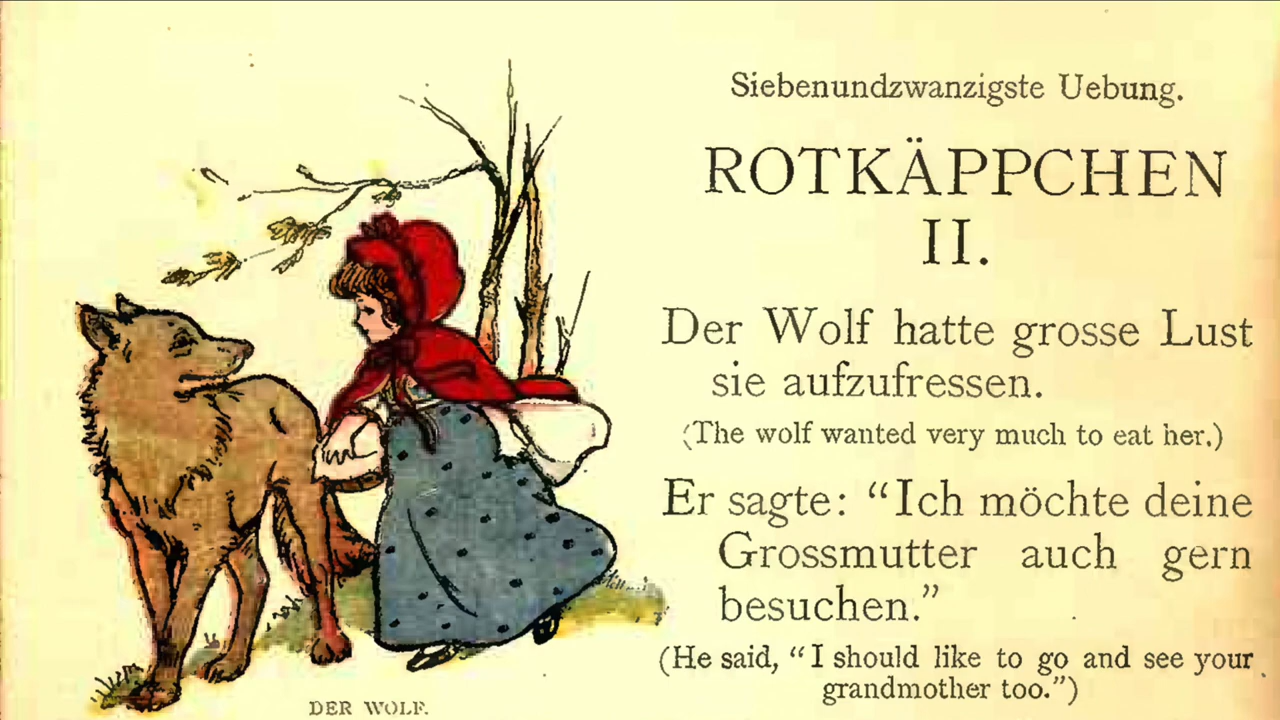 Siebenundzwanzigste Uebung.
ROTKÄPPCHEN
II.
Der Wolf hatte grosse Lust
sie aufzufressen.
(The wolf wanted very much to eat her.)
Er sagte: “Ich möchte deine
Grossmutter auch gern
besuchen.”
(He said, “I should like to go and see your
grandmother too.”)
DER WOLF.